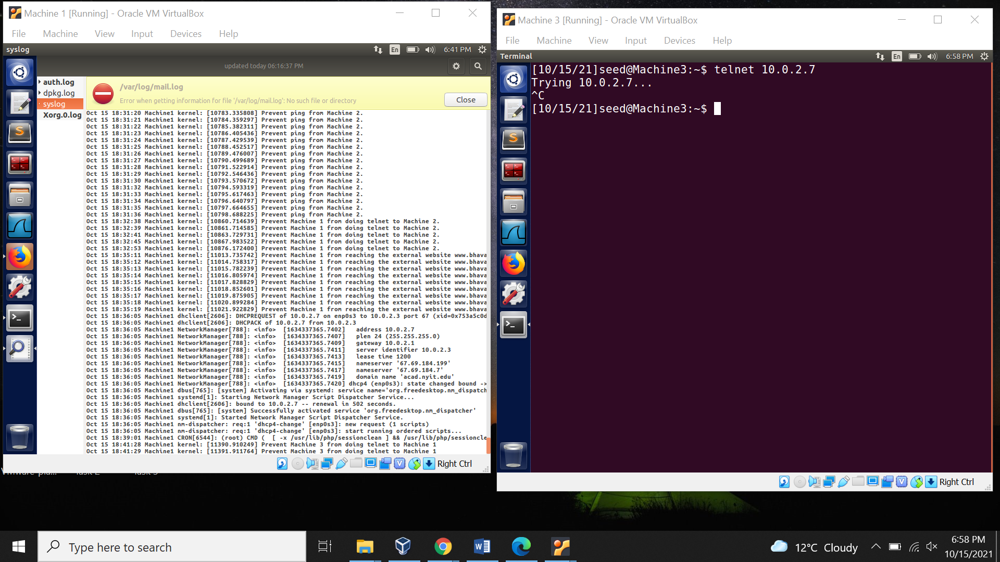 Machine 1 [Running] - Oracle VM VirtualBox
File Machine View Input Devices Help
syslog
En
6:41 PM
updated today 06:16:37 PM
auth.log
dpkg.log
syslog
Xorg.0.log
/var/log/mail.log
Error when getting information for file '/var/log/mail.log': No such file or directory
Close
Oct 15 18:31:20 Machine1 kernel: [10783.335808] Prevent ping from Machine 2.
Oct 15 18:31:21 Machine1 kernel: [10784.359297] Prevent ping from Machine 2.
Oct 15 18:31:22 Machine1 kernel: [10785.382311] Prevent ping from Machine 2.
Oct 15 18:31:23 Machine1 kernel: [10786.405436] Prevent ping from Machine 2.
Oct 15 18:31:24 Machine1 kernel: [10787.429539] Prevent ping from Machine 2.
Oct 15 18:31:25 Machine1 kernel: [10788.452517] Prevent ping from Machine 2.
Oct 15 18:31:26 Machine1 kernel: [10789.476007] Prevent ping from Machine 2.
Oct 15 18:31:27 Machine1 kernel: [10790.499689] Prevent ping from Machine 2.
Oct 15 18:31:28 Machine1 kernel: [10791.522914] Prevent ping from Machine 2.
Oct 15 18:31:29 Machine1 kernel: [10792.546436] Prevent ping from Machine 2.
Oct 15 18:31:30 Machine1 kernel: [10793.570672] Prevent ping from Machine 2.
Oct 15 18:31:32 Machine1 kernel: [10794.593319] Prevent ping from Machine 2.
Oct 15 18:31:33 Machine1 kernel: [10795.617463] Prevent ping from Machine 2.
Oct 15 18:31:34 Machine1 kernel: [10796.640797] Prevent ping from Machine 2.
Oct 15 18:31:35 Machine1 kernel: [10797.664655] Prevent ping from Machine 2.
Oct 15 18:31:36 Machine1 kernel: [10798.688225] Prevent ping from Machine 2.
Oct 15 18:32:38 Machine1 kernel: [10860.714639] Prevent Machine 1 from doing telnet to Machine 2.
Oct 15 18:32:39 Machine1 kernel: [10861.714585] Prevent Machine 1 from doing telnet to Machine 2.
Oct 15 18:32:41 Machine1 kernel: [10863.729731] Prevent Machine 1 from doing telnet to Machine 2.
Oct 15 18:32:45 Machine1 kernel: [10867.983522] Prevent Machine 1 from doing telnet to Machine 2.
Oct 15 18:32:53 Machine1 kernel: [10876.172400] Prevent Machine 1 from doing telnet to Machine 2.
Oct 15 18:35:11 Machine1 kernel: [11013.735742] Prevent Machine 1 from reaching the external website www.bhava
Oct 15 18:35:12 Machine1 kernel: [11014.758317] Prevent Machine 1 from reaching the external website www.bhava
Oct 15 18:35:13 Machine1 kernel: [11015.782239] Prevent Machine 1 from reaching the external website www.bhava
Oct 15 18:35:14 Machine1 kernel: [11016.805974] Prevent Machine 1 from reaching the external website www.bhava
Oct 15 18:35:15 Machine1 kernel: [11017.828829] Prevent Machine 1 from reaching the external website www.bhava
Oct 15 18:35:16 Machine1 kernel: [11018.852601] Prevent Machine 1 from reaching the external website www.bhava
Oct 15 18:35:17 Machine1 kernel: [11019.875905] Prevent Machine 1 from reaching the external website www.bhava
Oct 15 18:35:18 Machine1 kernel: [11020.899284] Prevent Machine 1 from reaching the external website www.bhava
Oct 15 18:35:19 Machine1 kernel: [11021.922829] Prevent Machine 1 from reaching the external website www.bhava
Oct 15 18:36:05 Machine1 dhclient[2606]: DHCPREQUEST of 10.0.2.7 on enp0s3 to 10.0.2.3 port 67 (xid=0x753a5c0d
Oct 15 18:36:05 Machine1 dhclient[2606]: DHCPACK of 10.0.2.7 from 10.0.2.3
Oct 15 18:36:05 Machine1 NetworkManager[788]: <info> [1634337365.7402] address 10.0.2.7
Oct 15 18:36:05 Machine1 NetworkManager[788]: <info> [1634337365.7407] plen 24 (255.255.255.0)
Oct 15 18:36:05 Machine1 NetworkManager[788]: <info> [1634337365.7409] gateway 10.0.2.1
Oct 15 18:36:05 Machine1 NetworkManager[788]: <info> [1634337365.7411] server identifier 10.0.2.3
Oct 15 18:36:05 Machine1 NetworkManager[788]: <info> [1634337365.7413] lease time 1200
Oct 15 18:36:05 Machine1 NetworkManager[788]: <info> [1634337365.7415] nameserver '67.69.184.199'
Oct 15 18:36:05 Machine1 NetworkManager[788]: <info> [1634337365.7417] nameserver '67.69.184.7'
Oct 15 18:36:05 Machine1 NetworkManager[788]: <info> [1634337365.7419] domain name 'acad.nyit.edu'
Oct 15 18:36:05 Machine1 NetworkManager[788]: <info> [1634337365.7420] dhcp4 (enp0s3): state changed bound ->
Oct 15 18:36:05 Machine1 dbus[765]: [system] Activating via systemd: service name='org.freedesktop.nm_dispatch
Oct 15 18:36:05 Machine1 systemd[1]: Starting Network Manager Script Dispatcher Service...
Oct 15 18:36:05 Machine1 dhclient[2606]: bound to 10.0.2.7 -- renewal in 502 seconds.
Oct 15 18:36:05 Machine1 dbus[765]: [system] Successfully activated service 'org.freedesktop.nm_dispatcher'
Oct 15 18:36:05 Machine1 systemd[1]: Started Network Manager Script Dispatcher Service.
Oct 15 18:36:05 Machine1 nm-dispatcher: req:1 'dhcp4-change' [enp0s3]: new request (1 scripts)
Oct 15 18:36:05 Machine1 nm-dispatcher: req:1 'dhcp4-change' [enp0s3]: start running ordered scripts...
Oct 15 18:39:01 Machine1 CRON[6544]: (root) CMD ( [ -x /usr/lib/php/sessionclean ] && /usr/lib/php/sessioncle
Oct 15 18:41:28 Machine1 kernel: [11390.910249] Prevent Machine 3 from doing telnet to Machine 1
Oct 15 18:41:29 Machine1 kernel: [11391.911764] Prevent Machine 3 from doing telnet to Machine 1
Right Ctrl
Machine 3 [Running] - Oracle VM VirtualBox
File Machine View Input Devices Help
Terminal
En
6:58 PM
[10/15/21]seed@Machine3:~$ telnet 10.0.2.7
Trying 10.0.2.7...
^C
[10/15/21]seed@Machine3:~$
Right Ctrl
Type here to search
12°C Cloudy
6:58 PM
10/15/2021